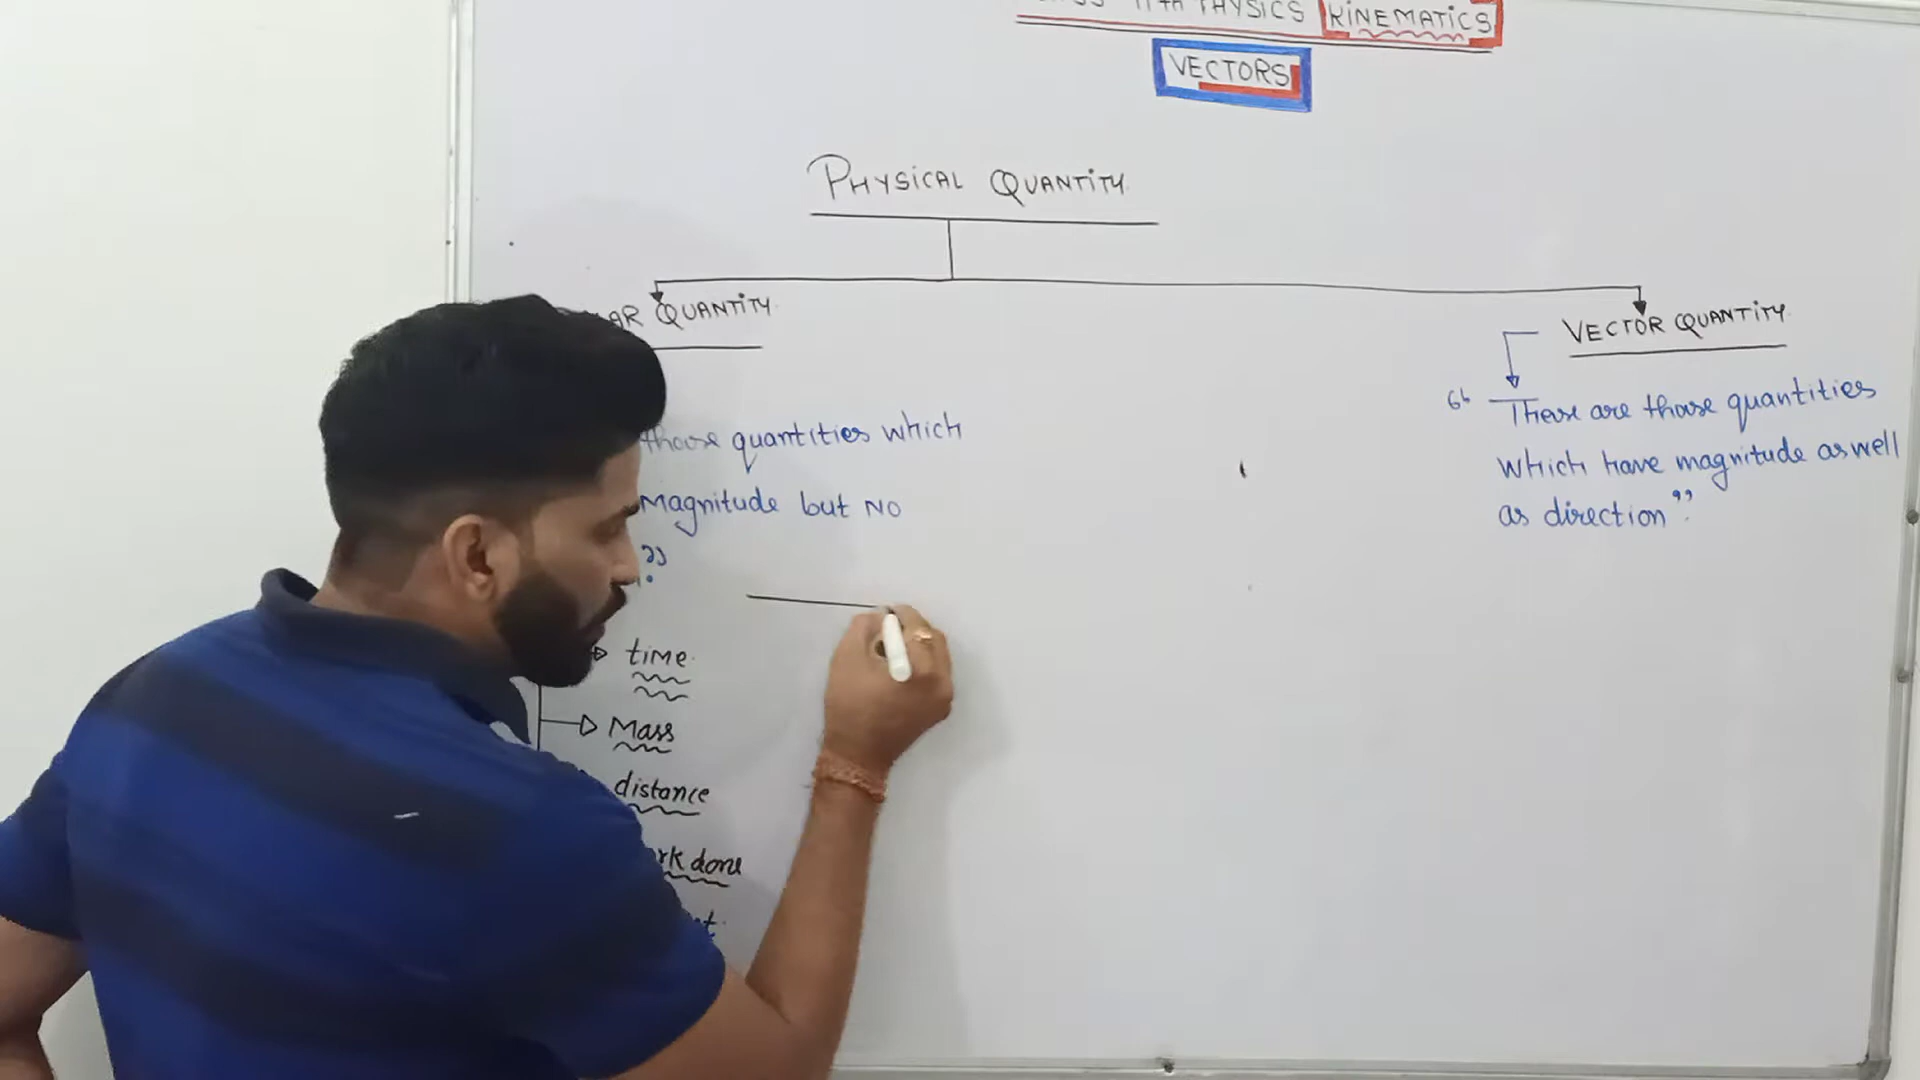 11th PHYSICS KINEMATICS
VECTORS
PHYSICAL QUANTITY
QUANTITY
VECTOR QUANTITY
those quantities which
Magnitude but NO
”
“ These are those quantities
which have magnitude as well
as direction”.
time
Mass
distance
done